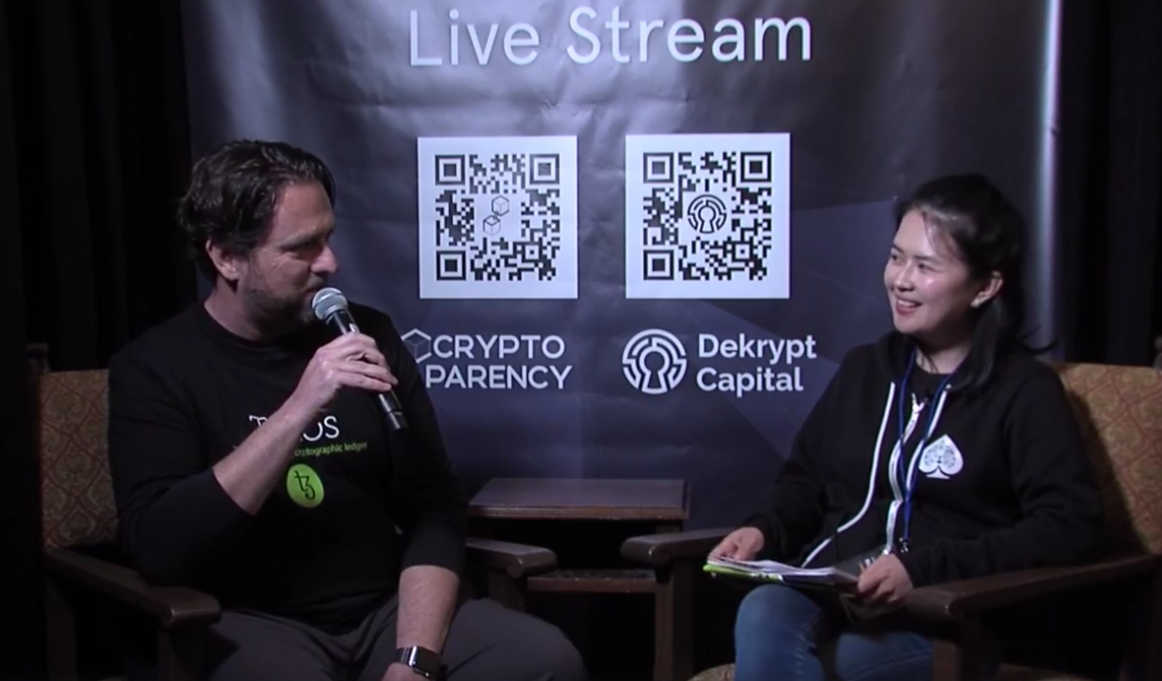 Live Stream
CRYPTO
PARENCY
Dekrypt
Capital
cryptographic ledger